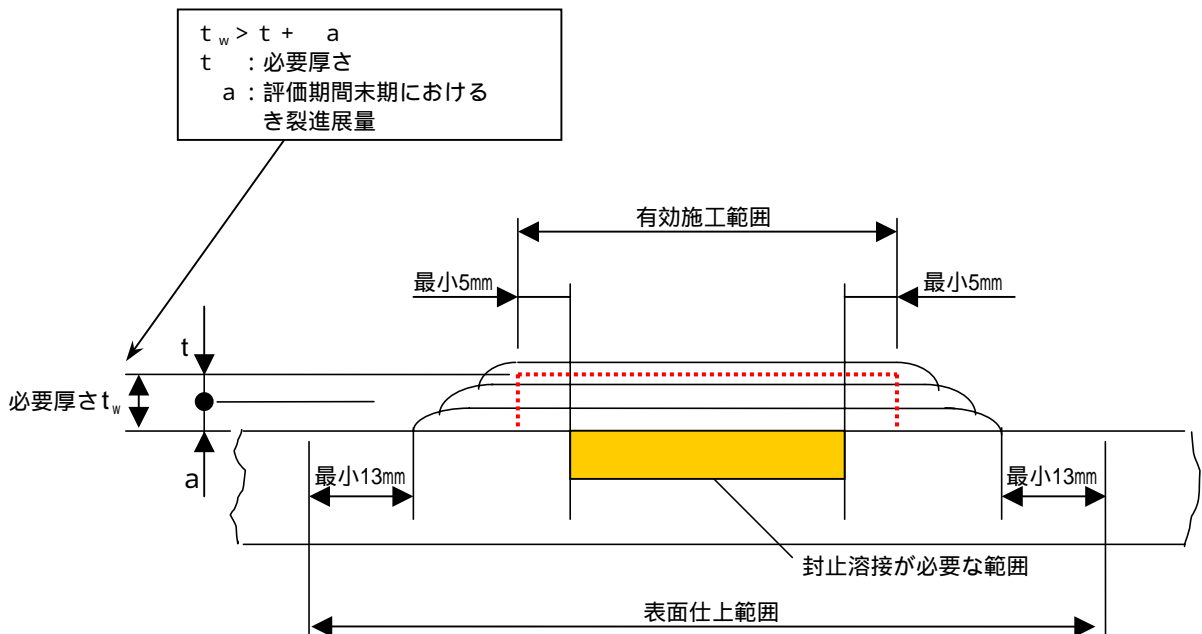 t w > t + a
t : 必要厚さ
a : 評価期間末期における
き裂進展量
有効施工範囲
最小5㎜
最小5㎜
t
必要厚さt w
a
最小13㎜
最小13㎜
封止溶接が必要な範囲
表面仕上範囲